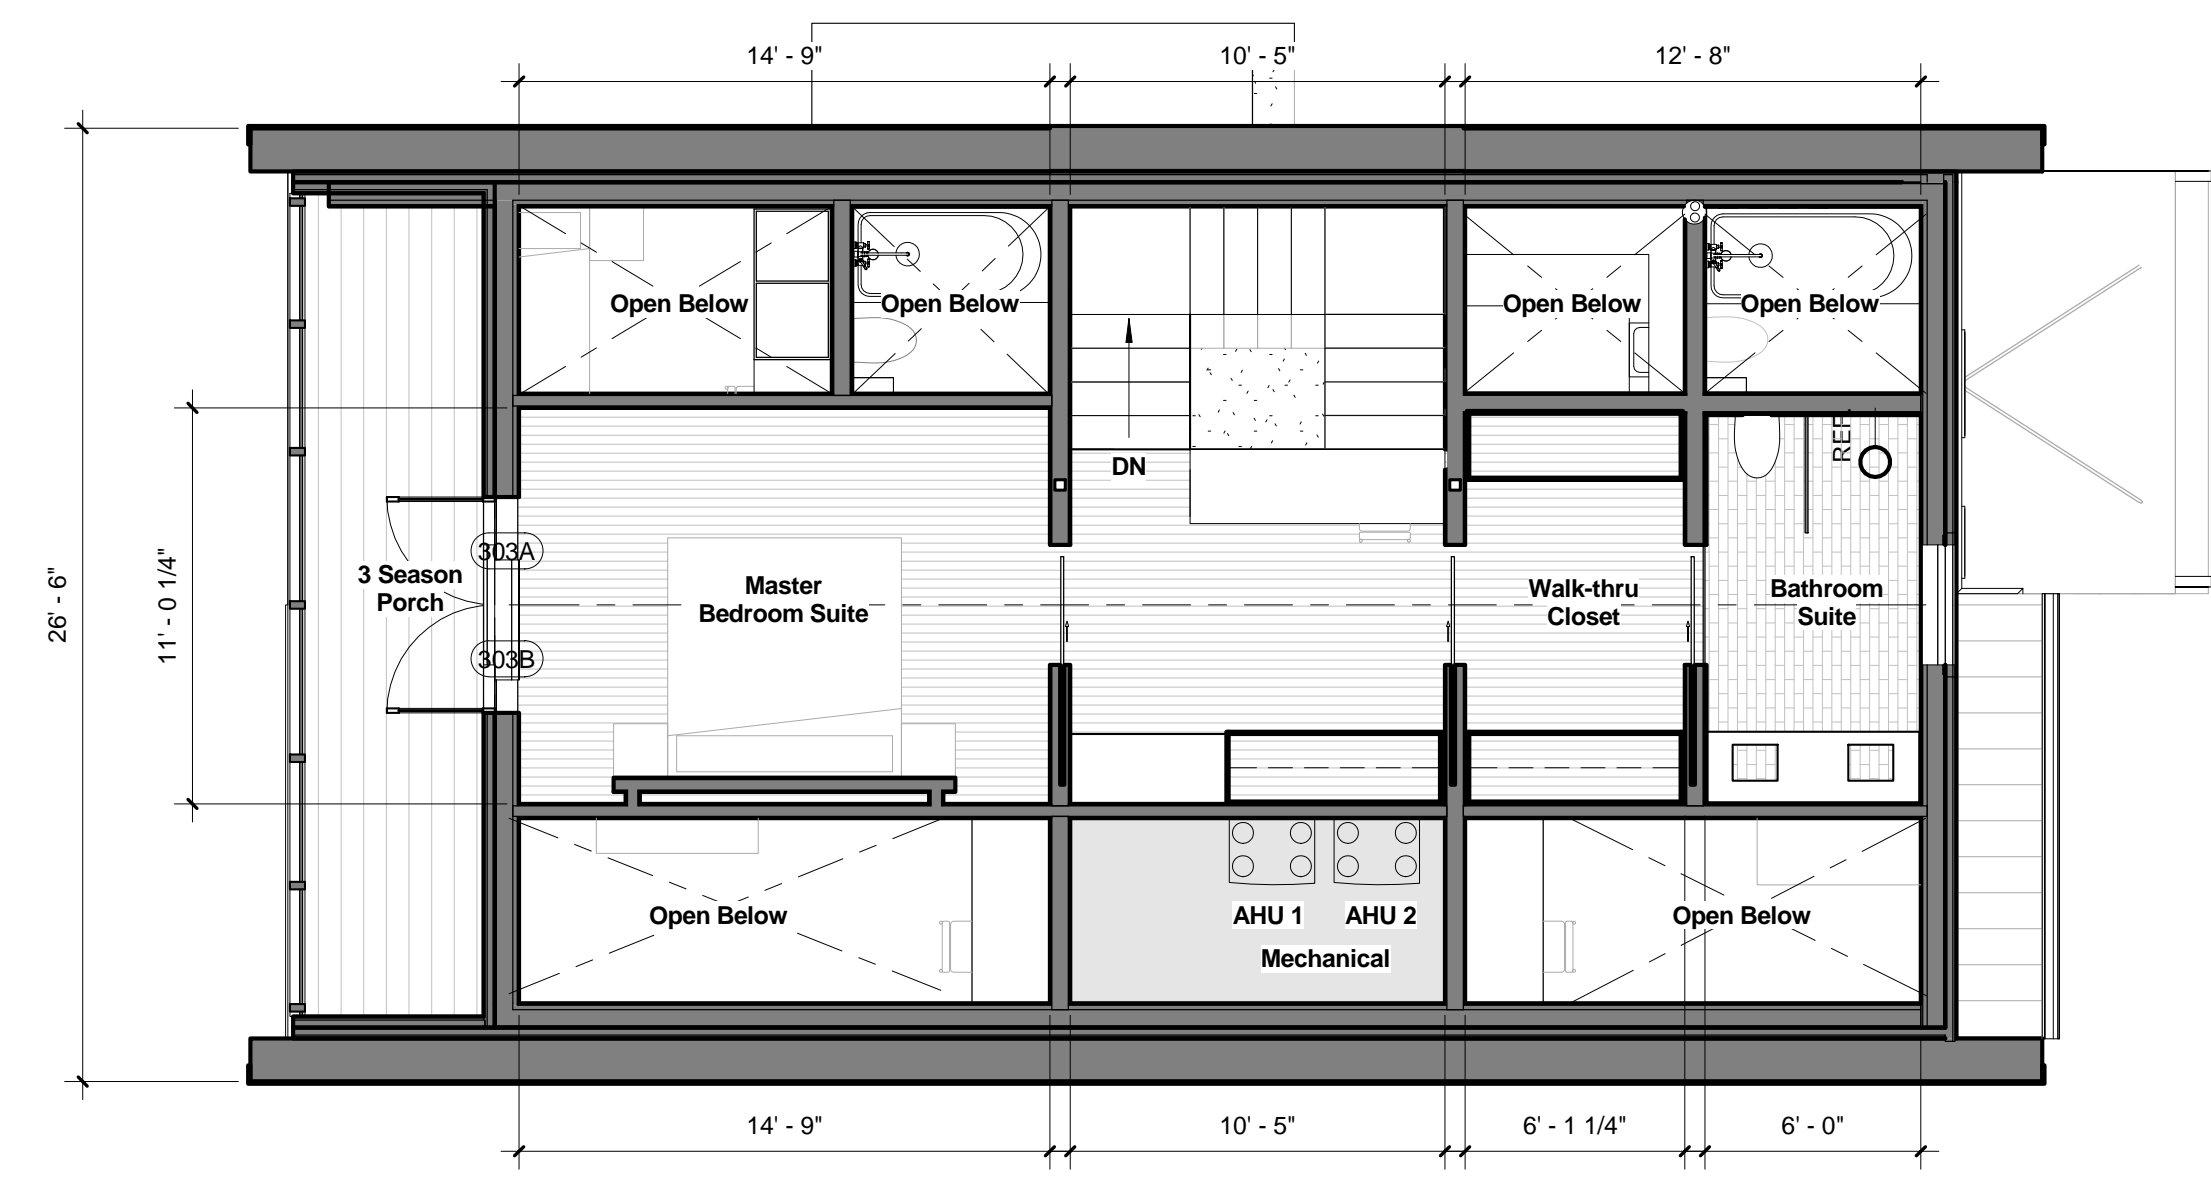 14' - 9"
10' - 5"
12' - 8"
Open Below
Open Below
Open Below
Open Below
REF
DN
26' - 6"
11' - 0 1/4"
303A
3 Season
Porch
303B
Master
Bedroom Suite
Walk-thru
Closet
Bathroom
Suite
Open Below
AHU 1
AHU 2
Mechanical
Open Below
14' - 9"
10' - 5"
6' - 1 1/4"
6' - 0"